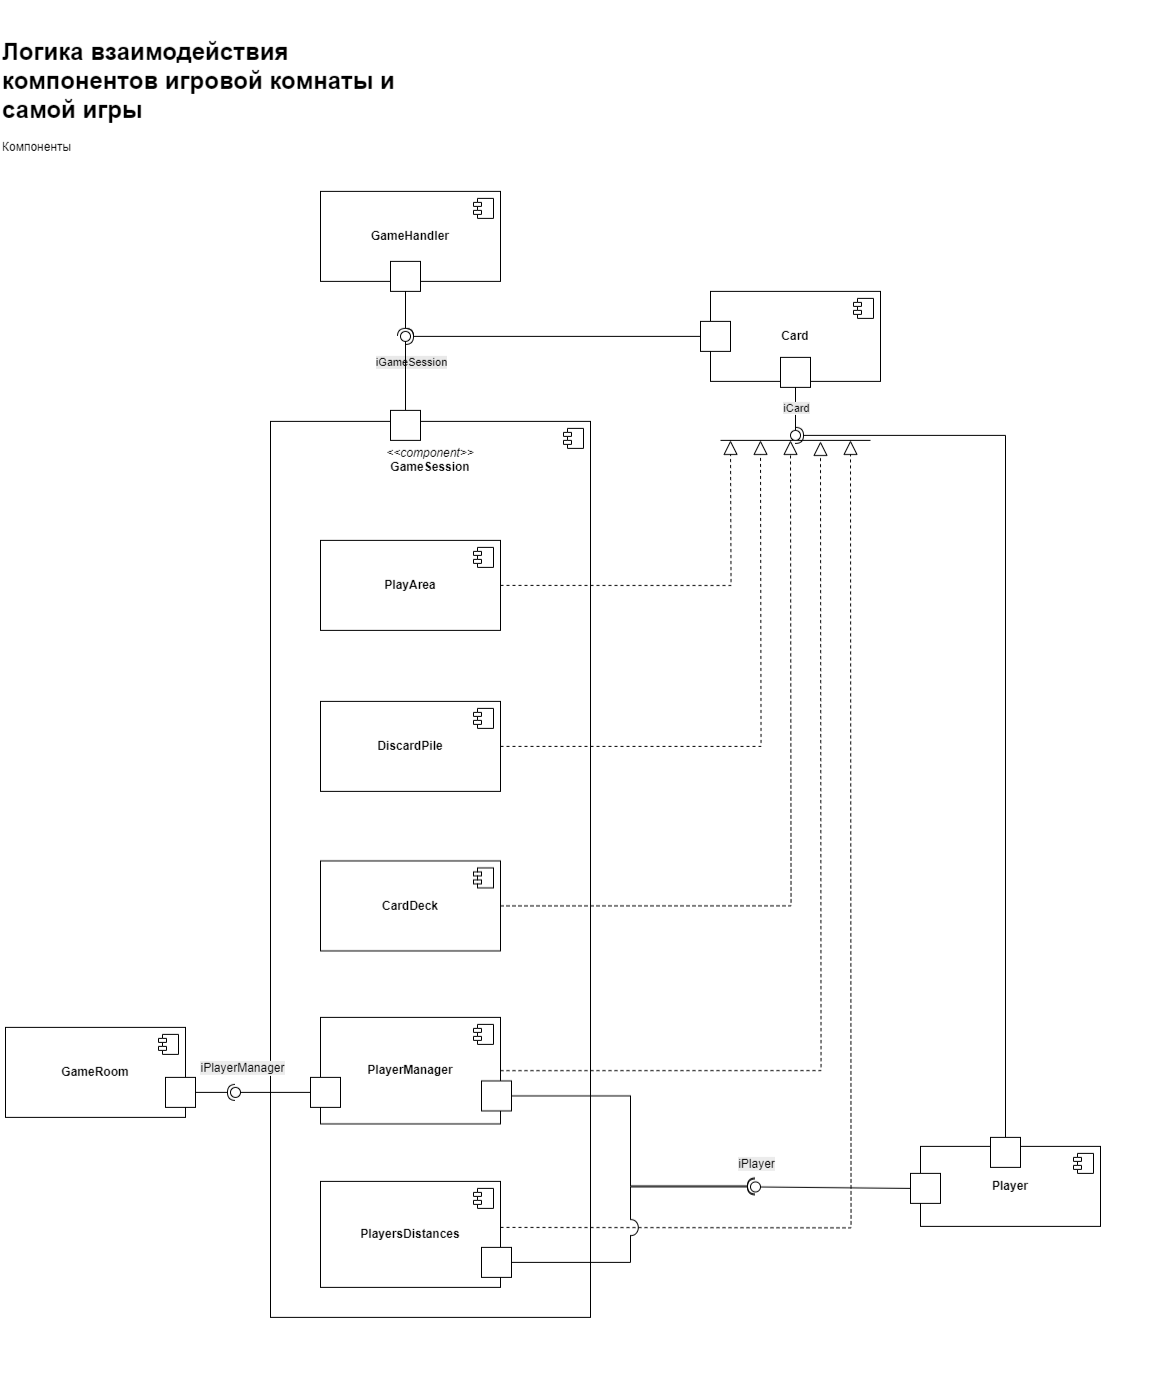 Логика взаимодействия
компонентов игровой комнаты и
самой игры
Компоненты
GameHandler
Card
iGameSession
iCard
<<component>>
GameSession
PlayArea
DiscardPile
CardDeck
GameRoom
iPlayerManager
PlayerManager
iPlayer
Player
PlayersDistances